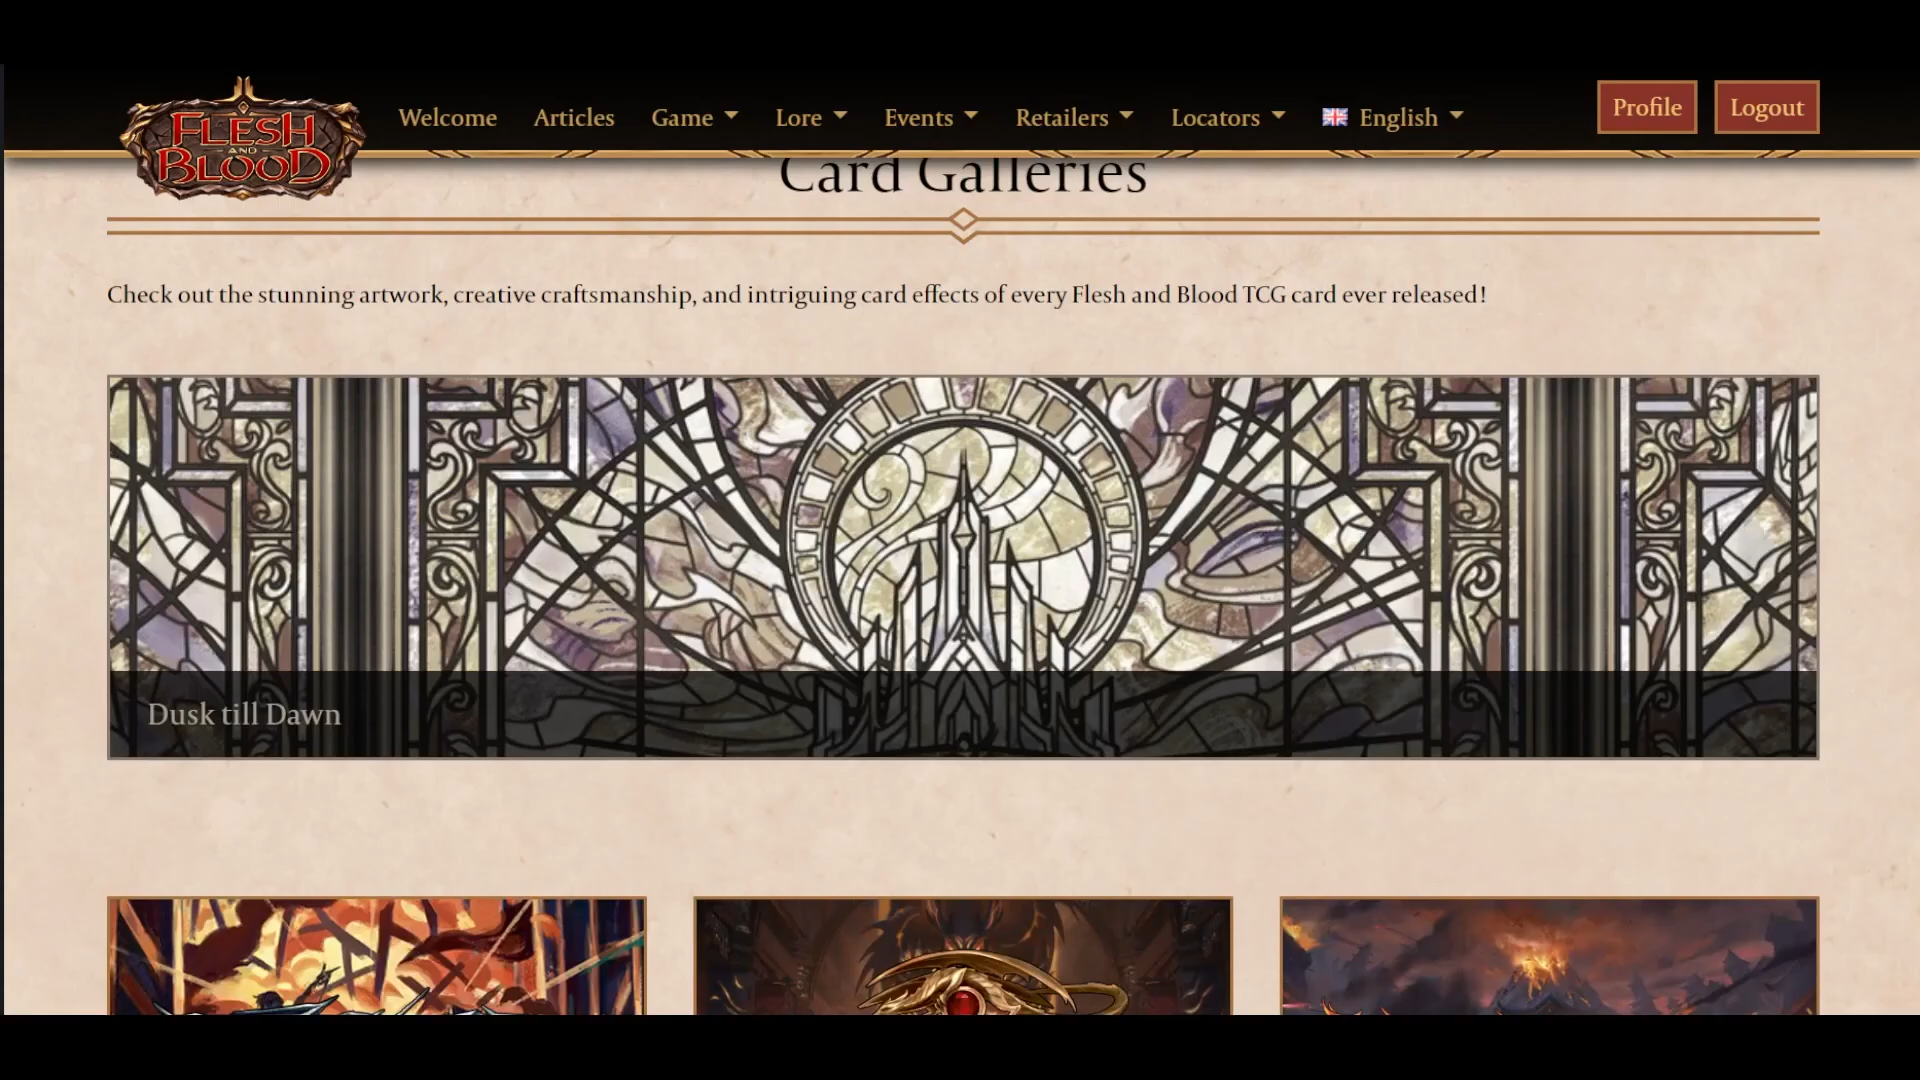 FLESH
AND
BLOOD
Welcome
Articles
Game
Lore
Events
Retailers
Locators
English
Profile
Logout
Card Galleries
Check out the stunning artwork, creative craftsmanship, and intriguing card effects of every Flesh and Blood TCG card ever released!
Dusk till Dawn